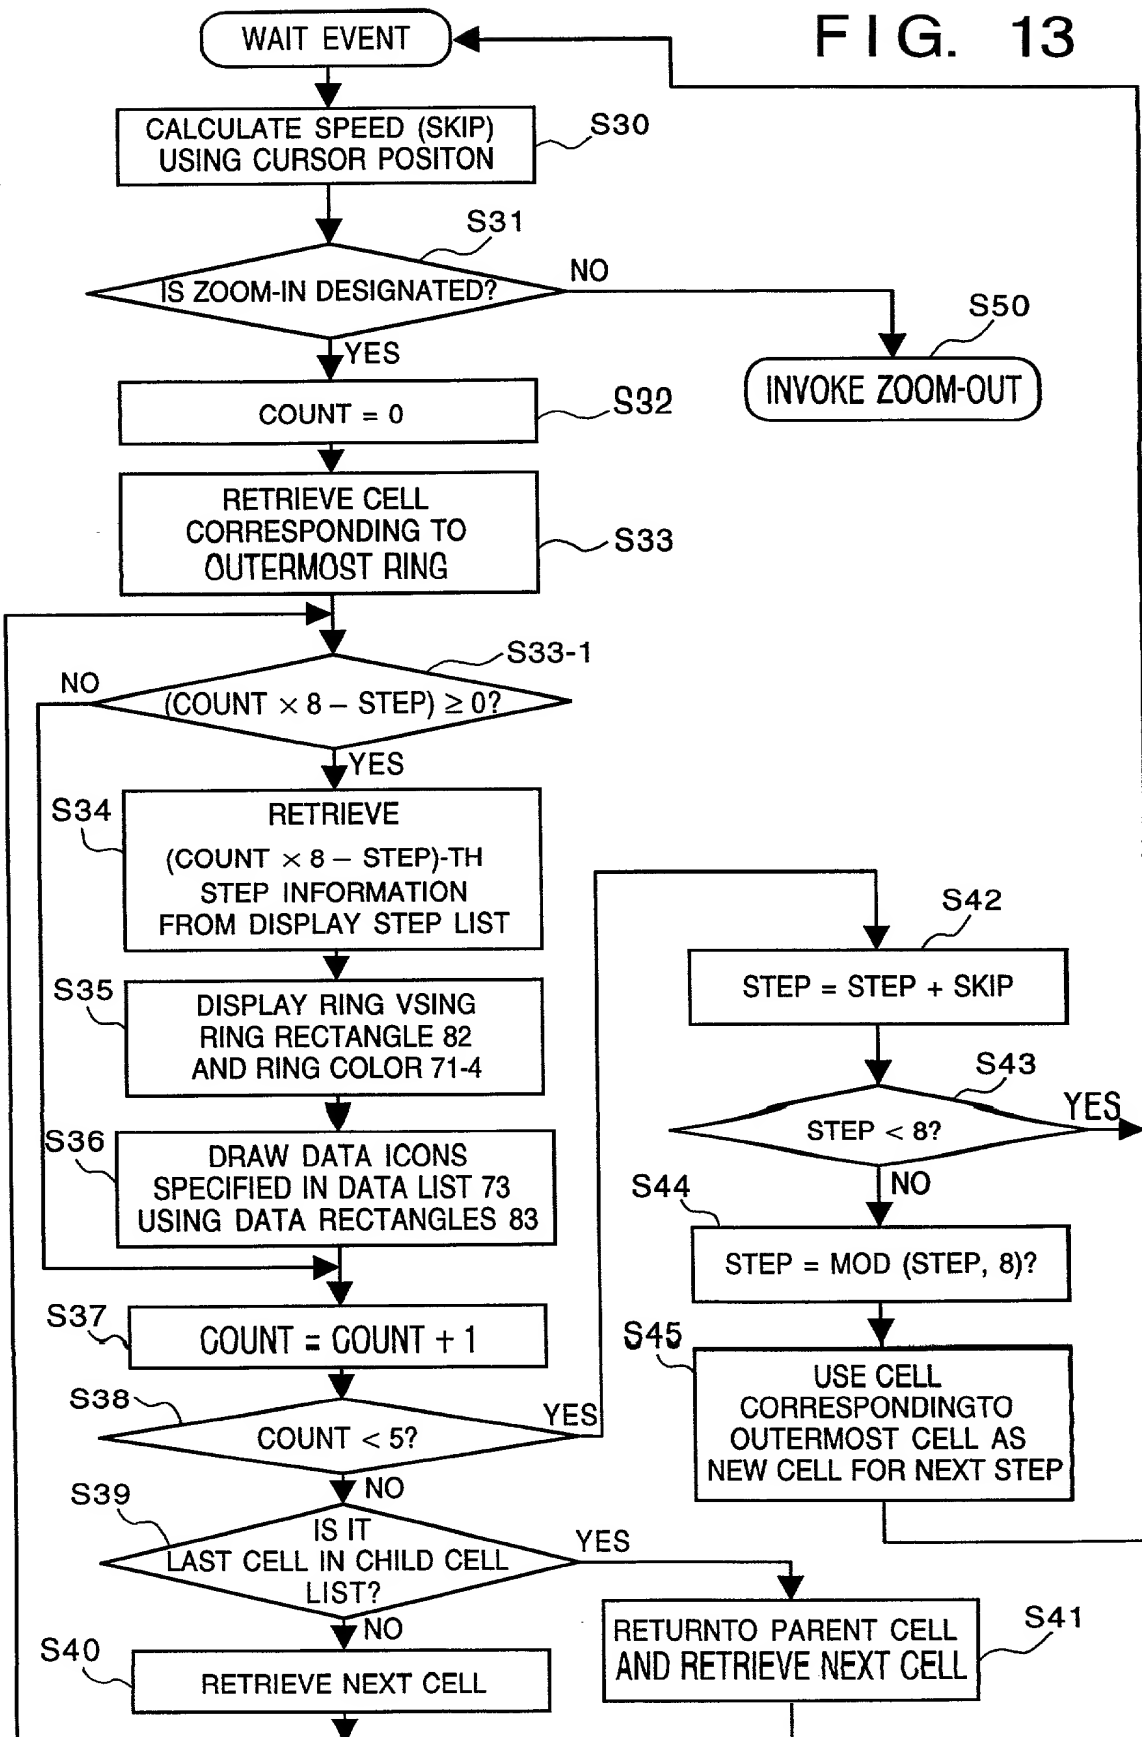 FIG. 13
WAIT EVENT
CALCULATE SPEED (SKIP)
USING CURSOR POSITON
S30
S31
IS ZOOM-IN DESIGNATED?
NO
YES
S50
INVOKE ZOOM-OUT
COUNT = 0
S32
RETRIEVE CELL
CORRESPONDING TO
OUTERMOST RING
S33
S33-1
NO
(COUNT × 8 – STEP) ≥ 0?
YES
S34
RETRIEVE
(COUNT × 8 – STEP)-TH
STEP INFORMATION
FROM DISPLAY STEP LIST
S35
DISPLAY RING VSING
RING RECTANGLE 82
AND RING COLOR 71-4
S36
DRAW DATA ICONS
SPECIFIED IN DATA LIST 73
USING DATA RECTANGLES 83
S37
COUNT = COUNT + 1
S38
COUNT < 5?
YES
NO
S39
IS IT
LAST CELL IN CHILD CELL
LIST?
YES
NO
S40
RETRIEVE NEXT CELL
S41
RETURNTO PARENT CELL
AND RETRIEVE NEXT CELL
S42
STEP = STEP + SKIP
S43
STEP < 8?
YES
NO
S44
STEP = MOD (STEP, 8)?
S45
USE CELL
CORRESPONDINGTO
OUTERMOST CELL AS
NEW CELL FOR NEXT STEP